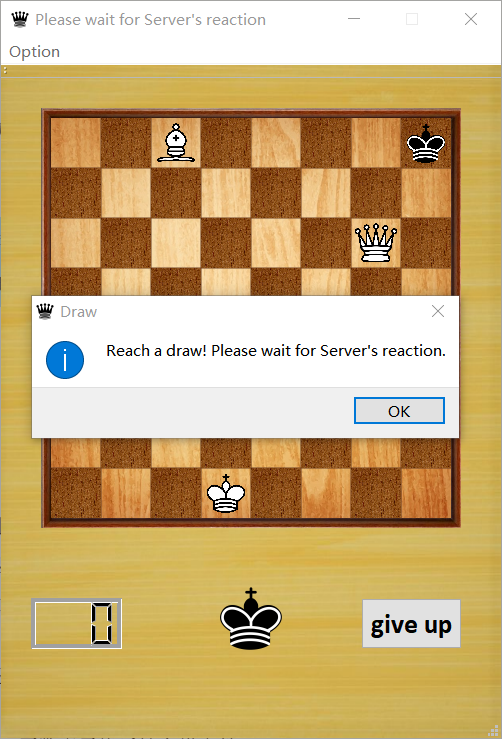 Please wait for Server's reaction
Option
Draw
Reach a draw! Please wait for Server's reaction.
OK
0
give up